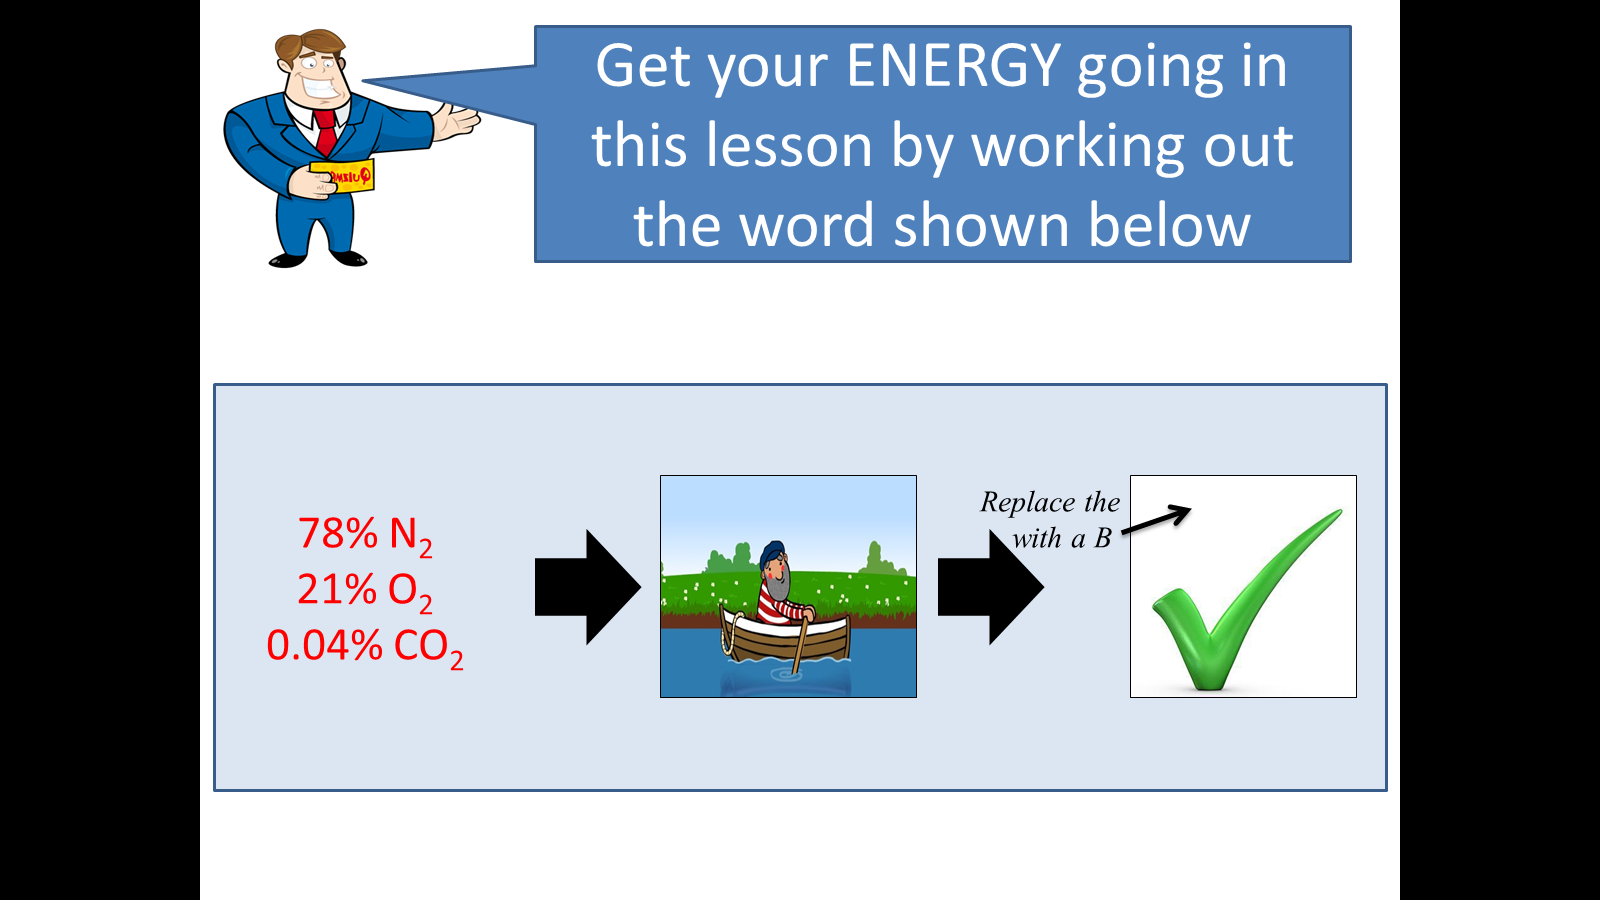 Get your ENERGY going in
this lesson by working out
the word shown below
78% N₂
21% O₂
0.04% CO₂
Replace the
with a B